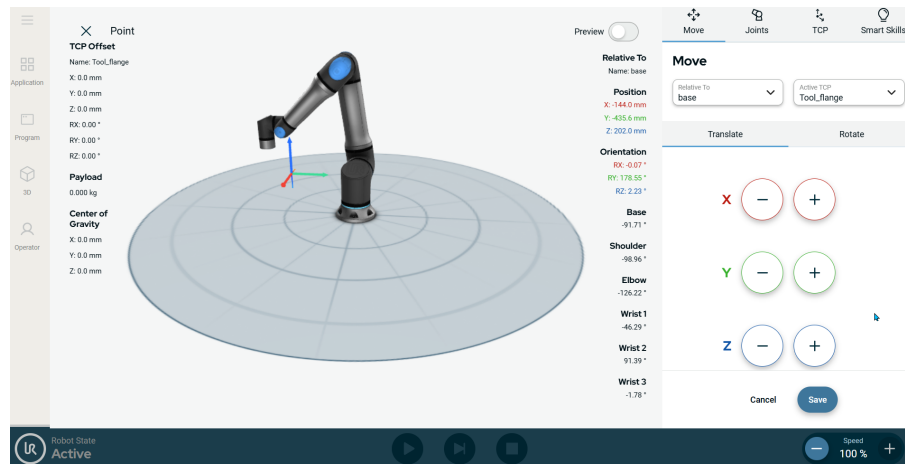 Point
Preview
TCP Offset
Name: Tool_flange
X: 0.0 mm
Y: 0.0 mm
Z: 0.0 mm
RX: 0.00 °
RY: 0.00 °
RZ: 0.00 °
Payload
0.000 kg
Center of
Gravity
X: 0.0 mm
Y: 0.0 mm
Z: 0.0 mm
Application
Program
3D
Operator
Relative To
Name: base
Position
X: -144.0 mm
Y: -435.6 mm
Z: 202.0 mm
Orientation
RX: -0.07 °
RY: 178.55 °
RZ: 2.23 °
Base
-91.71 °
Shoulder
-98.96 °
Elbow
-126.22 °
Wrist 1
-46.29 °
Wrist 2
91.39 °
Wrist 3
-1.78 °
Move Joints TCP Smart Skills
Move
Relative To
base
Active TCP
Tool_flange
Translate Rotate
X − +
Y − +
Z − +
Cancel Save
UR
Robot State
Active
Speed
− 100 % +